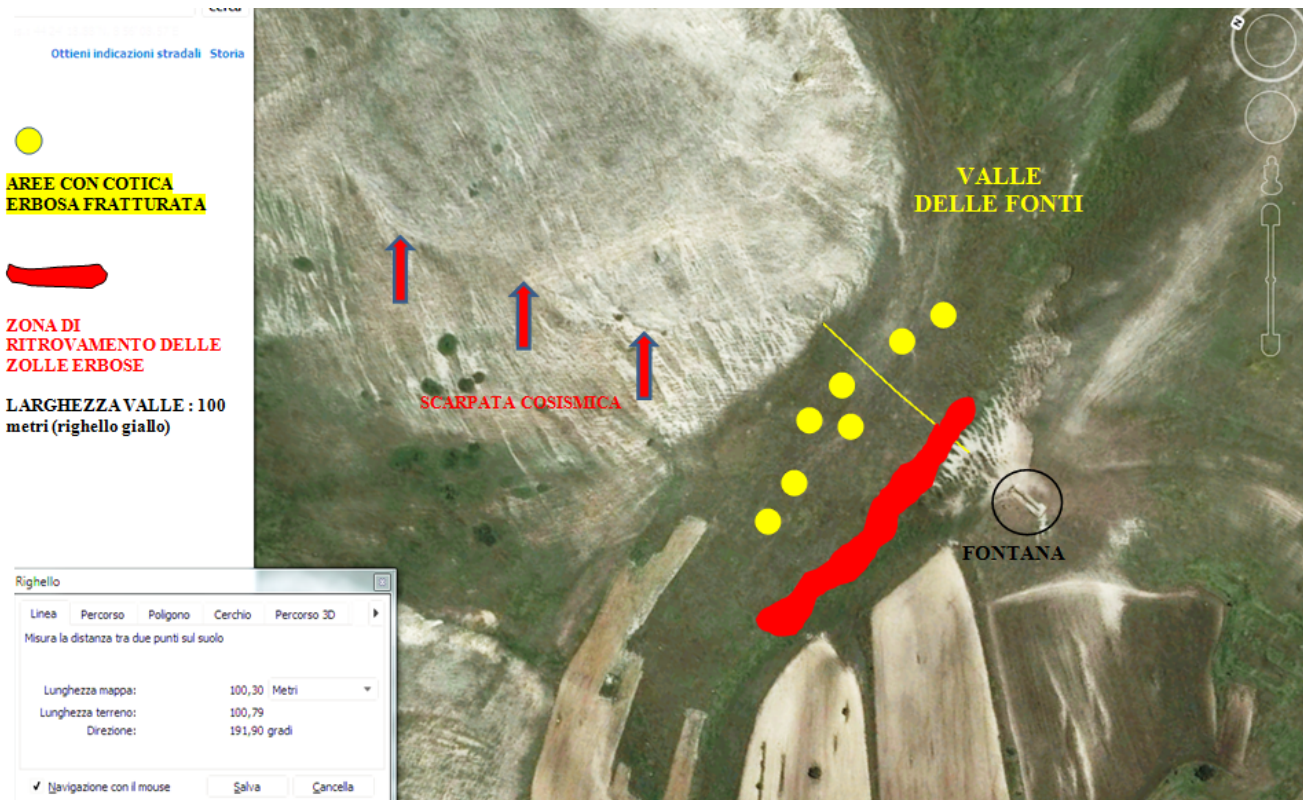 Cerca
Ottieni indicazioni stradali Storia
AREE CON COTICA
ERBOSA FRATTURATA
ZONA DI
RITROVAMENTO DELLE
ZOLLE ERBOSE
LARGHEZZA VALLE : 100
metri (righello giallo)
N
VALLE
DELLE FONTI
SCARPATA COSISMICA
FONTANA
Righello
Linea Percorso Poligono Cerchio Percorso 3D
Misura la distanza tra due punti sul suolo
Lunghezza mappa: 100,30 Metri
Lunghezza terreno: 100,79
Direzione: 191,90 gradi
Navigazione con il mouse Salva Cancella